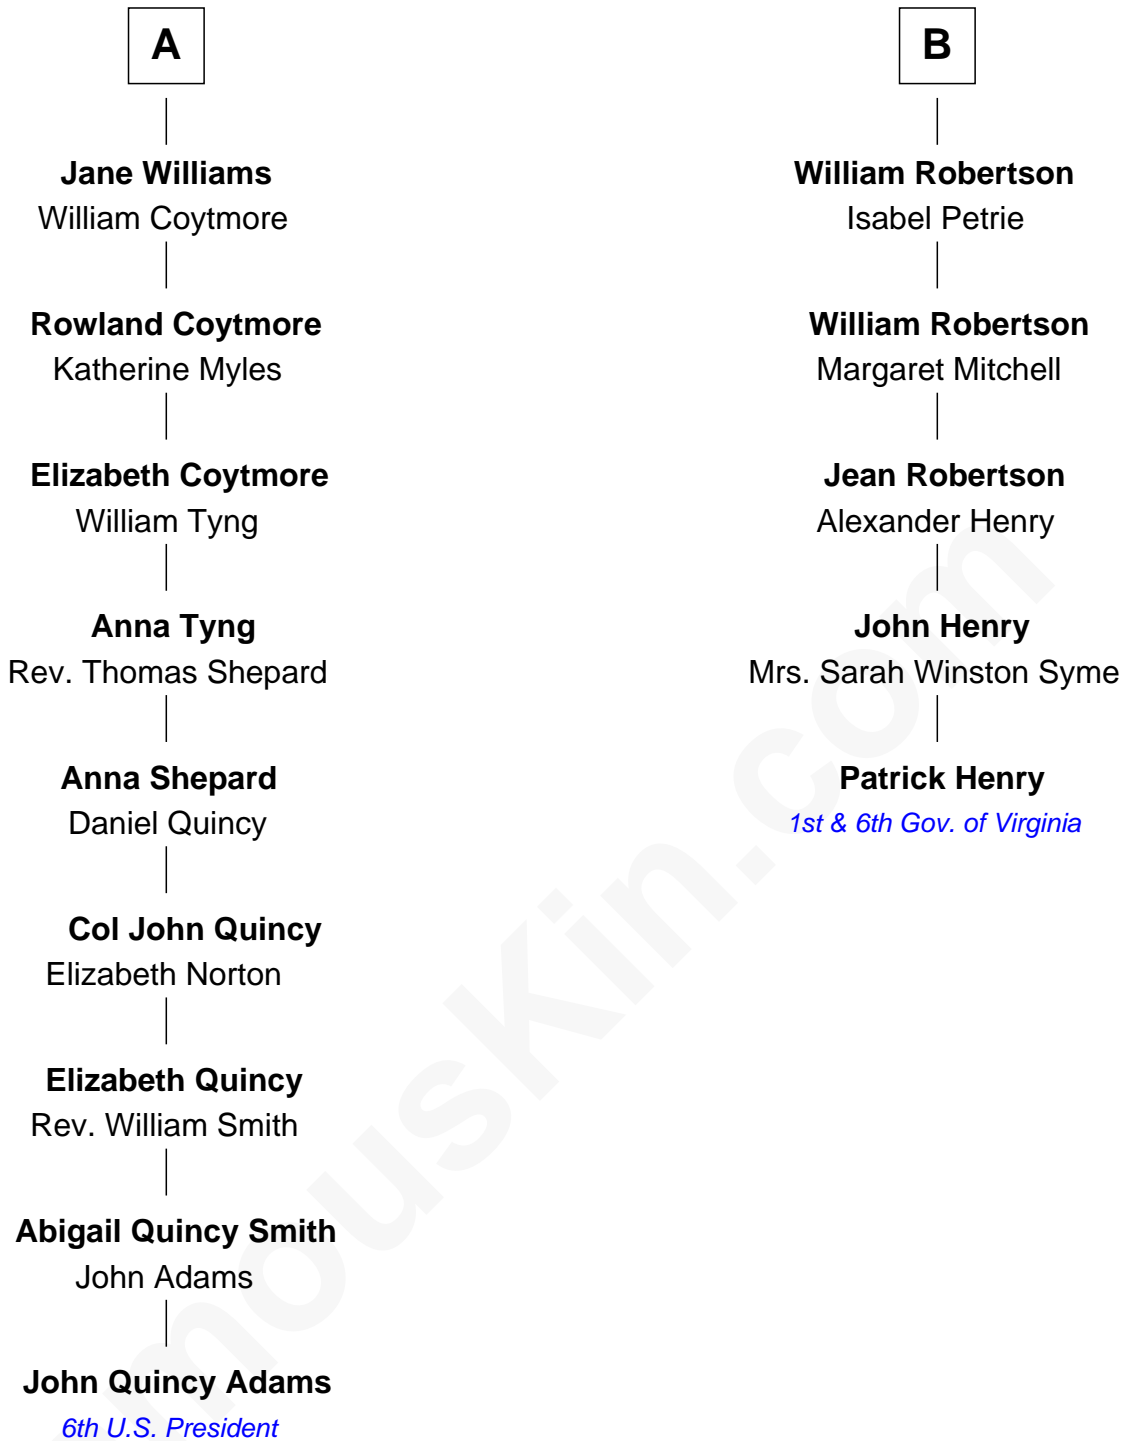 A
Jane Williams
William Coytmore
Rowland Coytmore
Katherine Myles
Elizabeth Coytmore
William Tyng
Anna Tyng
Rev. Thomas Shepard
Anna Shepard
Daniel Quincy
Col John Quincy
Elizabeth Norton
Elizabeth Quincy
Rev. William Smith
Abigail Quincy Smith
John Adams
John Quincy Adams
6th U.S. President
B
William Robertson
Isabel Petrie
William Robertson
Margaret Mitchell
Jean Robertson
Alexander Henry
John Henry
Mrs. Sarah Winston Syme
Patrick Henry
1st & 6th Gov. of Virginia
mousKin.com